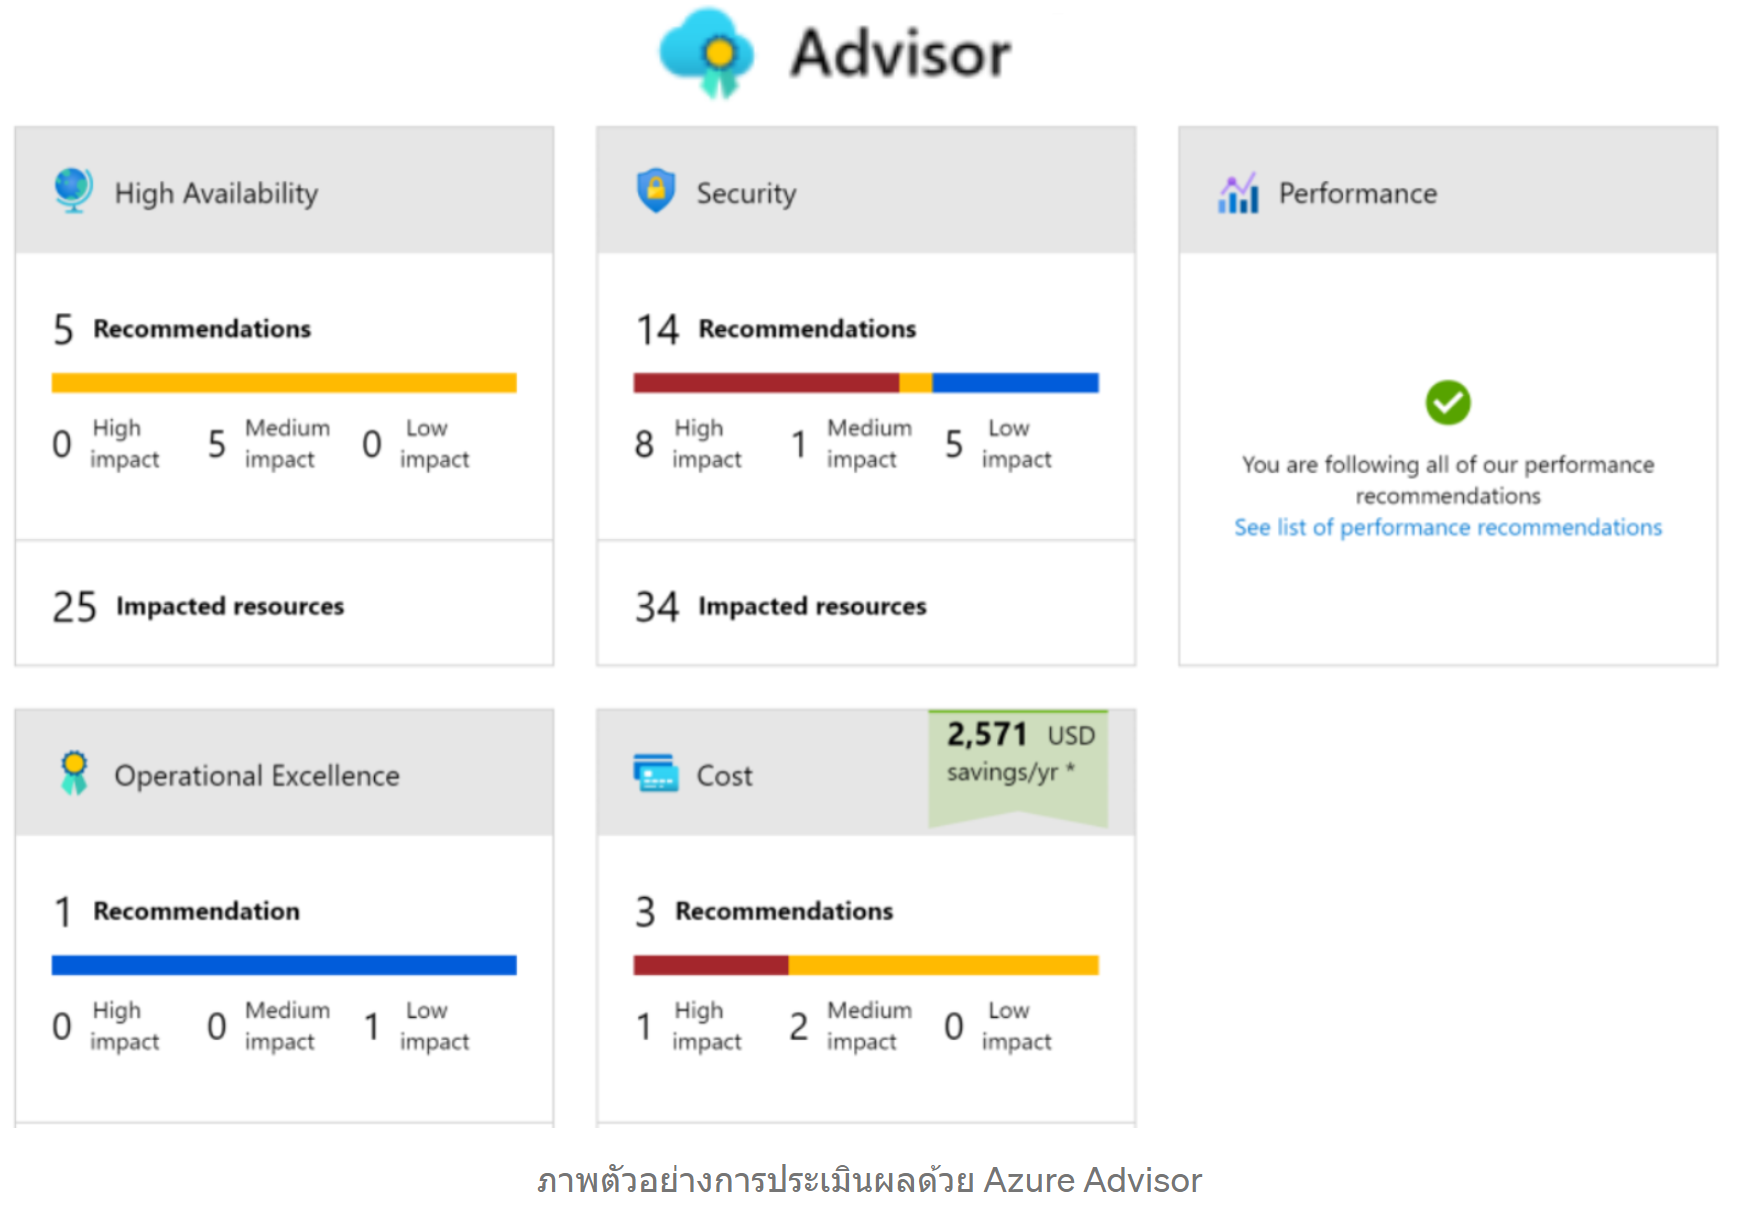 Advisor
High Availability
5 Recommendations
0 High impact 5 Medium impact 0 Low impact
25 Impacted resources
Security
14 Recommendations
8 High impact 1 Medium impact 5 Low impact
34 Impacted resources
Performance
You are following all of our performance
recommendations
See list of performance recommendations
Operational Excellence
1 Recommendation
0 High impact 0 Medium impact 1 Low impact
Cost
2,571 USD
savings/yr *
3 Recommendations
1 High impact 2 Medium impact 0 Low impact
ภาพตัวอย่างการประเมินผลด้วย Azure Advisor